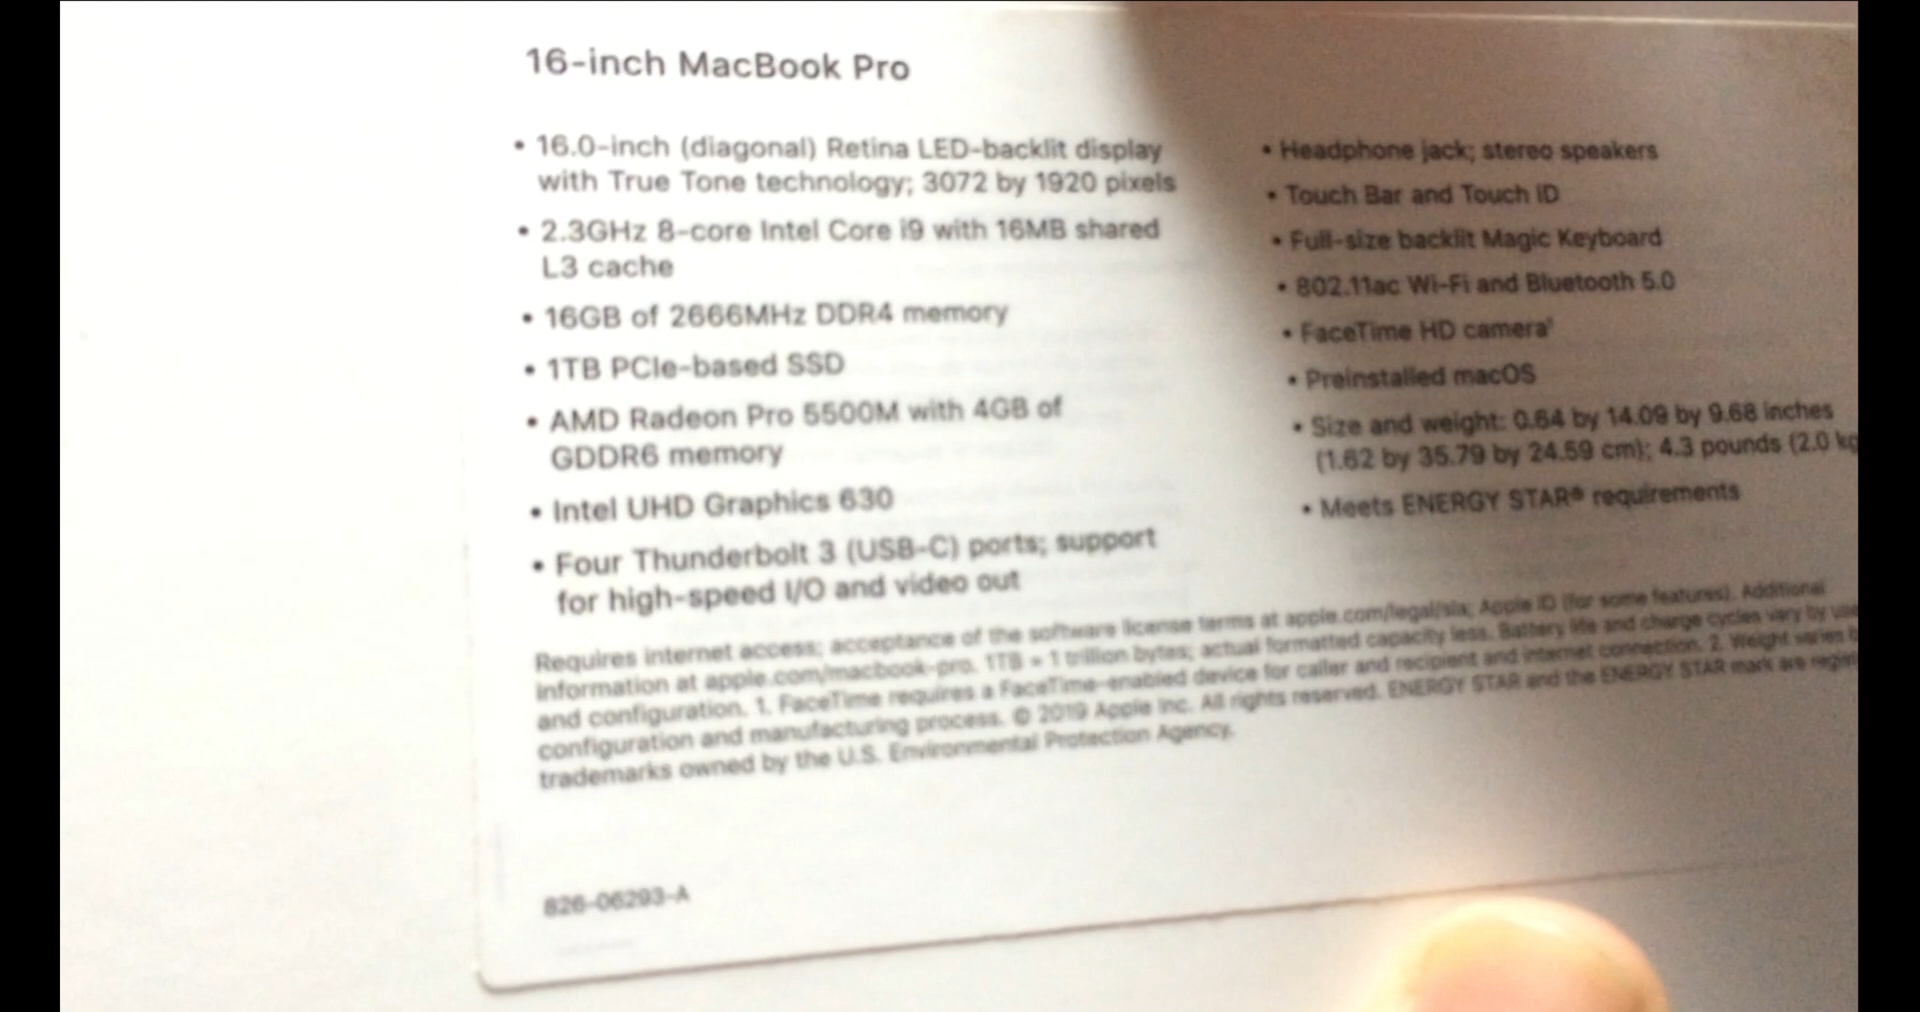 16-inch MacBook Pro
• 16.0-inch (diagonal) Retina LED-backlit display
with True Tone technology; 3072 by 1920 pixels
• 2.3GHz 8-core Intel Core i9 with 16MB shared
L3 cache
• 16GB of 2666MHz DDR4 memory
• 1TB PCIe-based SSD
• AMD Radeon Pro 5500M with 4GB of
GDDR6 memory
• Intel UHD Graphics 630
• Four Thunderbolt 3 (USB-C) ports; support
for high-speed I/O and video out
• Headphone jack; stereo speakers
• Touch Bar and Touch ID
• Full-size backlit Magic Keyboard
• 802.11ac Wi-Fi and Bluetooth 5.0
• FaceTime HD camera¹
• Preinstalled macOS
• Size and weight: 0.64 by 14.09 by 9.68 inches
(1.62 by 35.79 by 24.59 cm); 4.3 pounds (2.0 kg
• Meets ENERGY STAR® requirements
Requires internet access; acceptance of the software license terms at apple.com/legal/sla; Apple ID (for some features). Additional
information at apple.com/macbook-pro. 1TB = 1 trillion bytes; actual formatted capacity less. Battery life and charge cycles vary by use
and configuration. 1. FaceTime requires a FaceTime-enabled device for caller and recipient and internet connection. 2. Weight varies b
configuration and manufacturing process. © 2019 Apple Inc. All rights reserved. ENERGY STAR and the ENERGY STAR mark are regist
trademarks owned by the U.S. Environmental Protection Agency.
826-06293-A